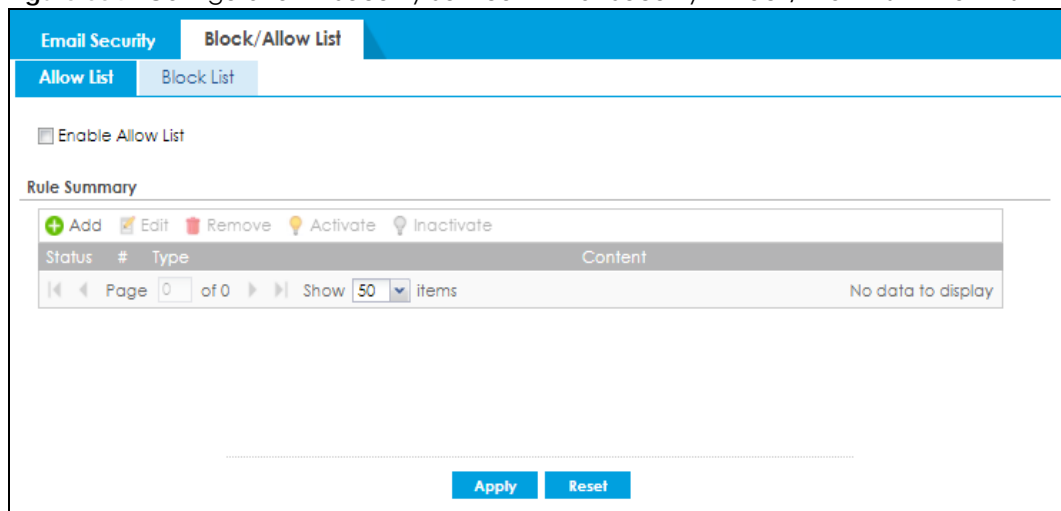 Email Security Block/Allow List
Allow List Block List
Enable Allow List
Rule Summary
Add Edit Remove Activate Inactivate
Status # Type Content
Page 0 of 0 Show 50 items No data to display
Apply Reset